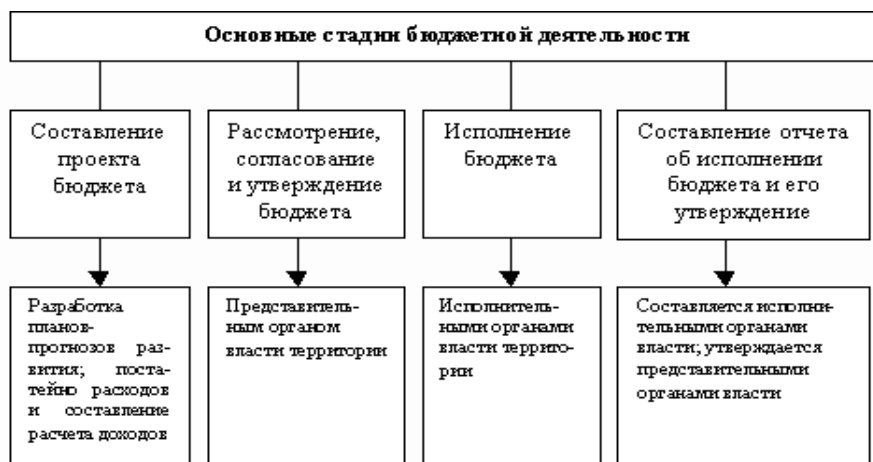 Основные стадии бюджетной деятельности
Составление
проекта
бюджета
Рассмотрение,
согласование
и утверждение
бюджета
Исполнение
бюджета
Составление отчета
об исполнении
бюджета и его
утверждение
Разработка
планов-
прогнозов раз-
вития; поста-
тейно расходов
и составление
расчета доходов
Представитель-
ным органом
власти территории
Исполнитель-
ными органами
власти террито-
рии
Составляется исполни-
тельными органами
власти; утверждается
представительными
органами власти